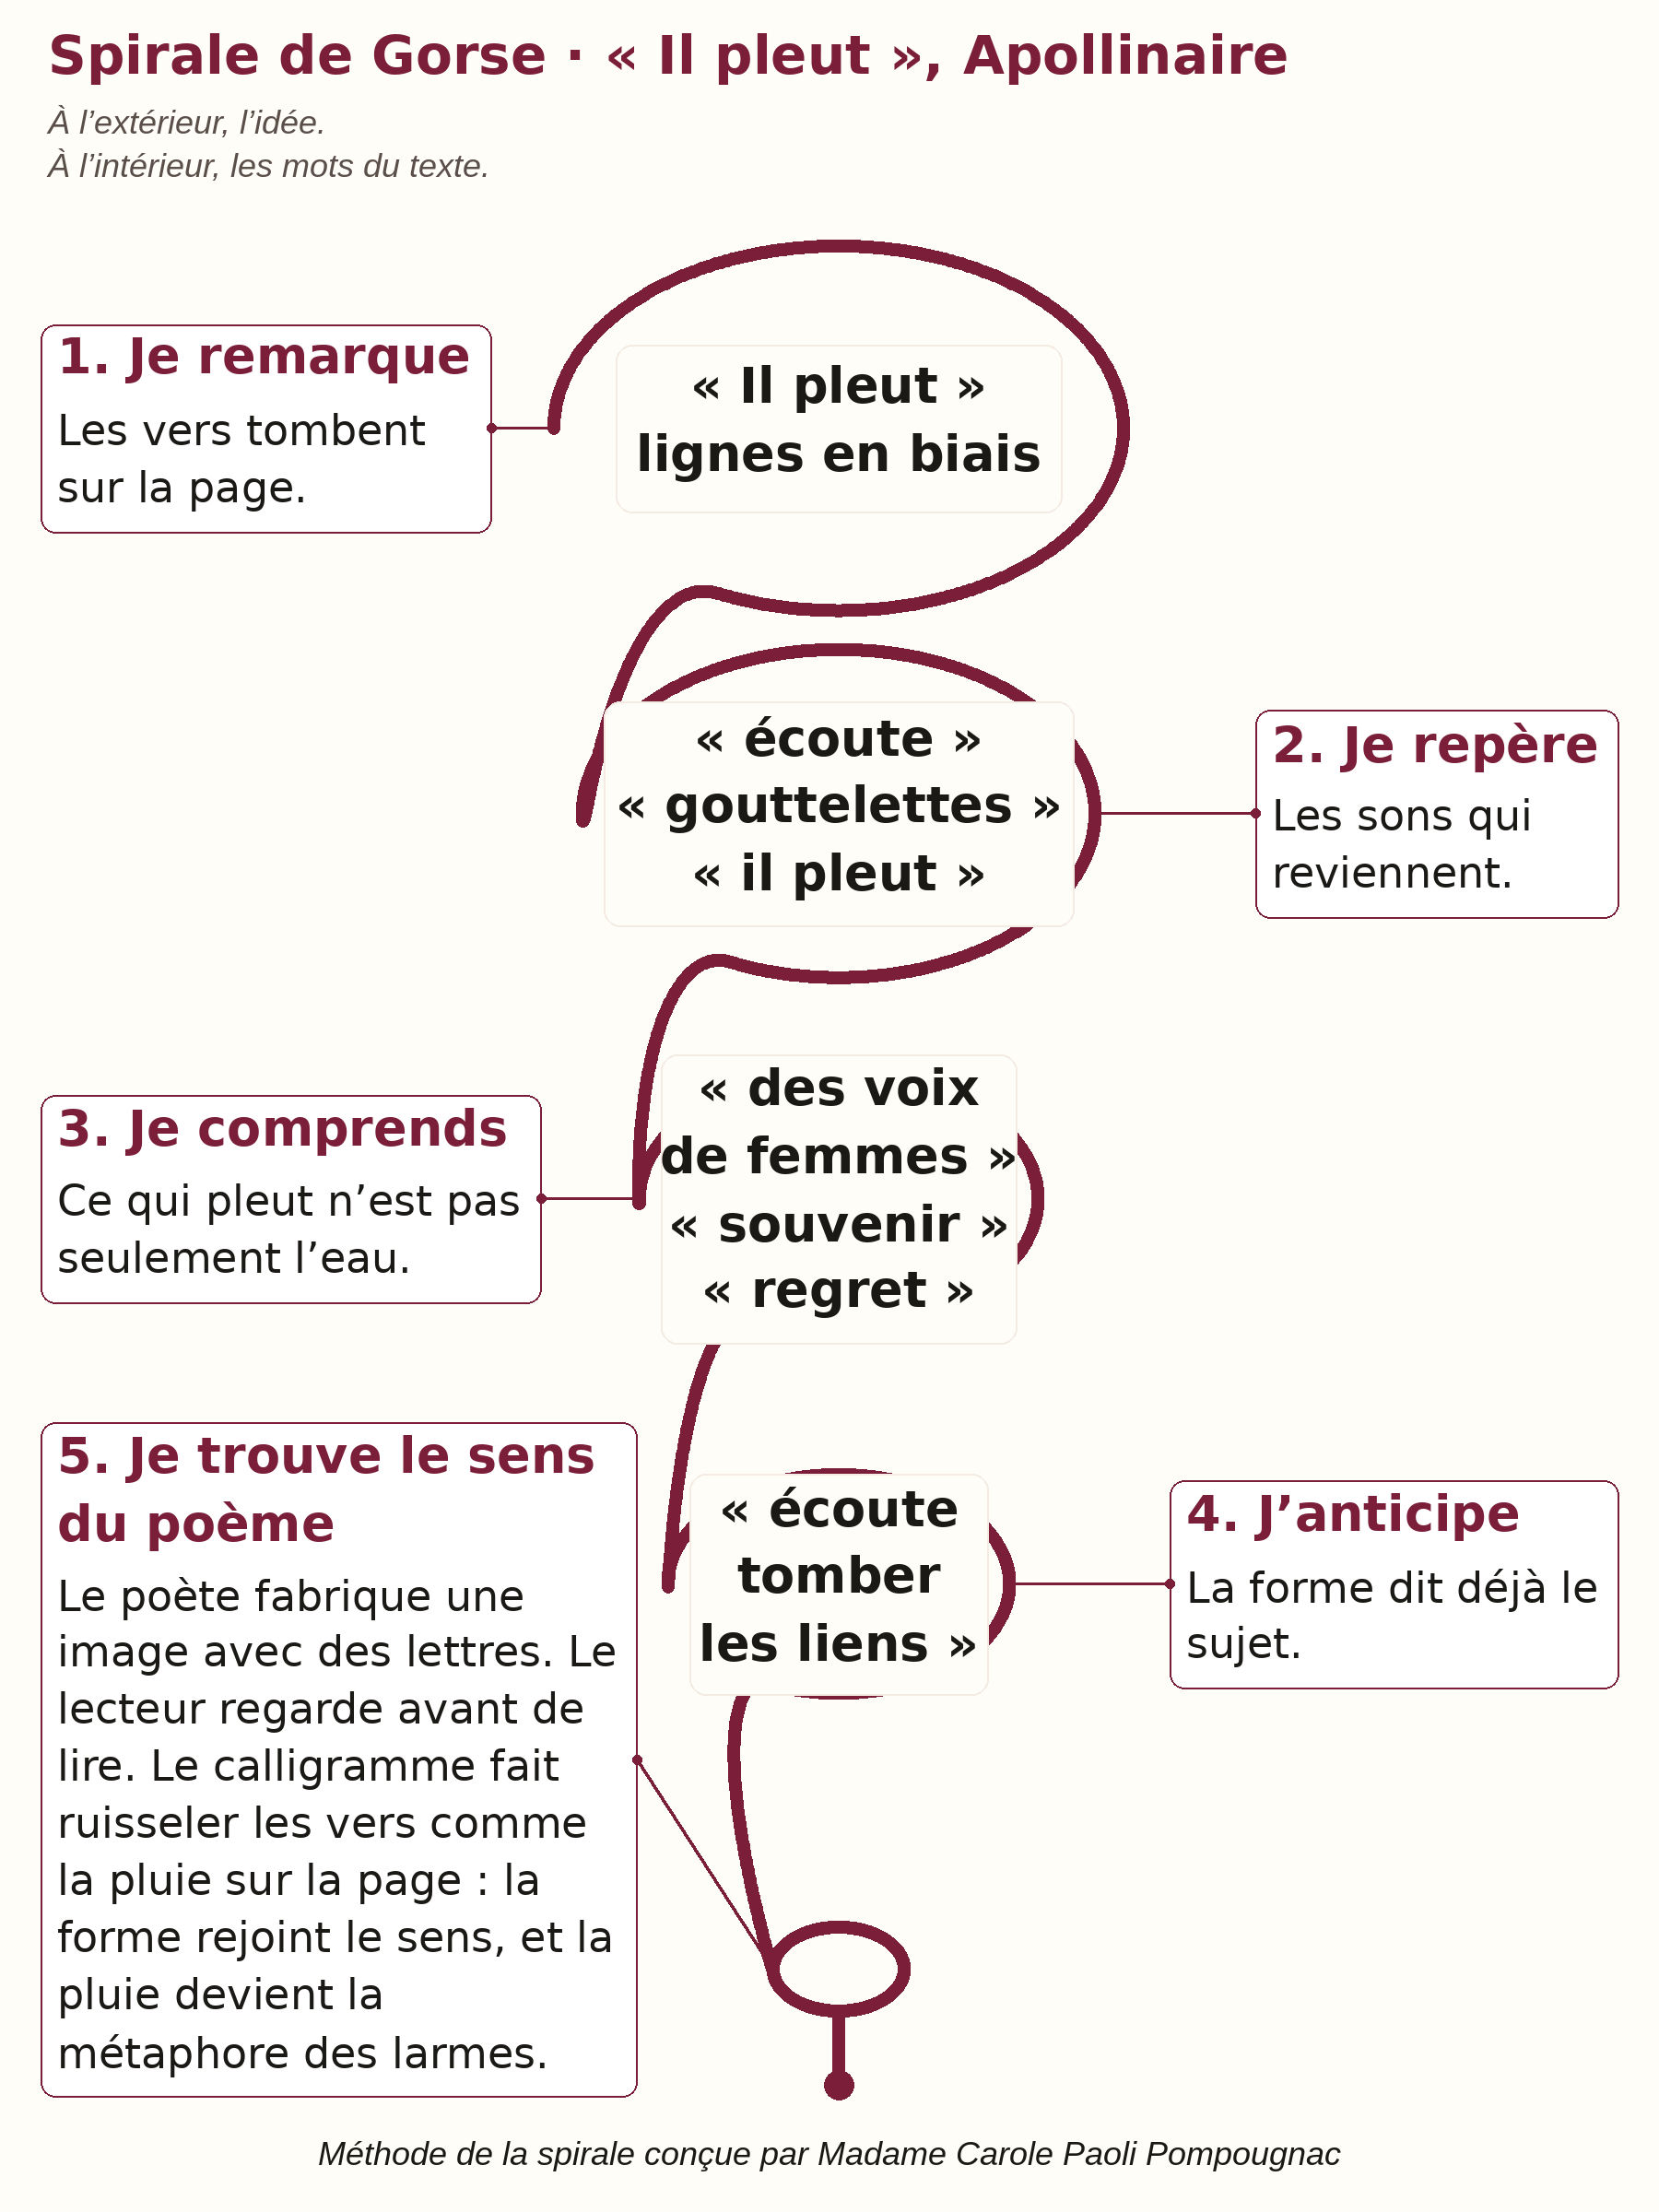 Spirale de Gorse · « Il pleut », Apollinaire
À l’extérieur, l’idée.
À l’intérieur, les mots du texte.
1. Je remarque
Les vers tombent
sur la page.
« Il pleut »
lignes en biais
« écoute »
« gouttelettes »
« il pleut »
2. Je repère
Les sons qui
reviennent.
3. Je comprends
Ce qui pleut n’est pas
seulement l’eau.
« des voix
de femmes »
« souvenir »
« regret »
« écoute
tomber
les liens »
4. J’anticipe
La forme dit déjà le
sujet.
5. Je trouve le sens
du poème
Le poète fabrique une
image avec des lettres. Le
lecteur regarde avant de
lire. Le calligramme fait
ruisseler les vers comme
la pluie sur la page : la
forme rejoint le sens, et la
pluie devient la
métaphore des larmes.
Méthode de la spirale conçue par Madame Carole Paoli Pompougnac